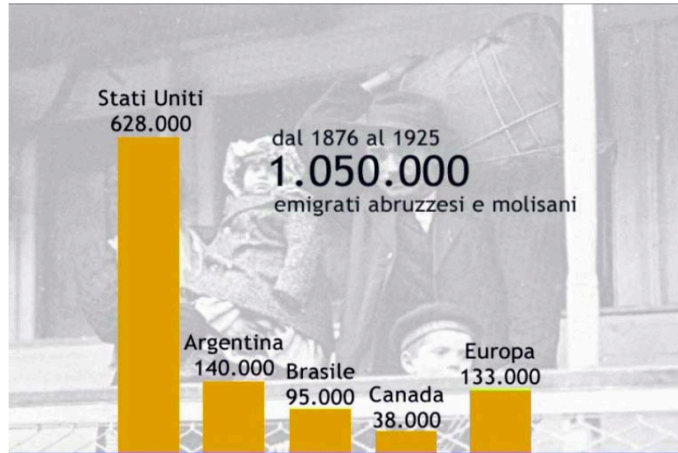 Stati Uniti
628.000
dal 1876 al 1925
1.050.000
emigrati abruzzesi e molisani
Argentina
140.000
Brasile
95.000
Canada
38.000
Europa
133.000